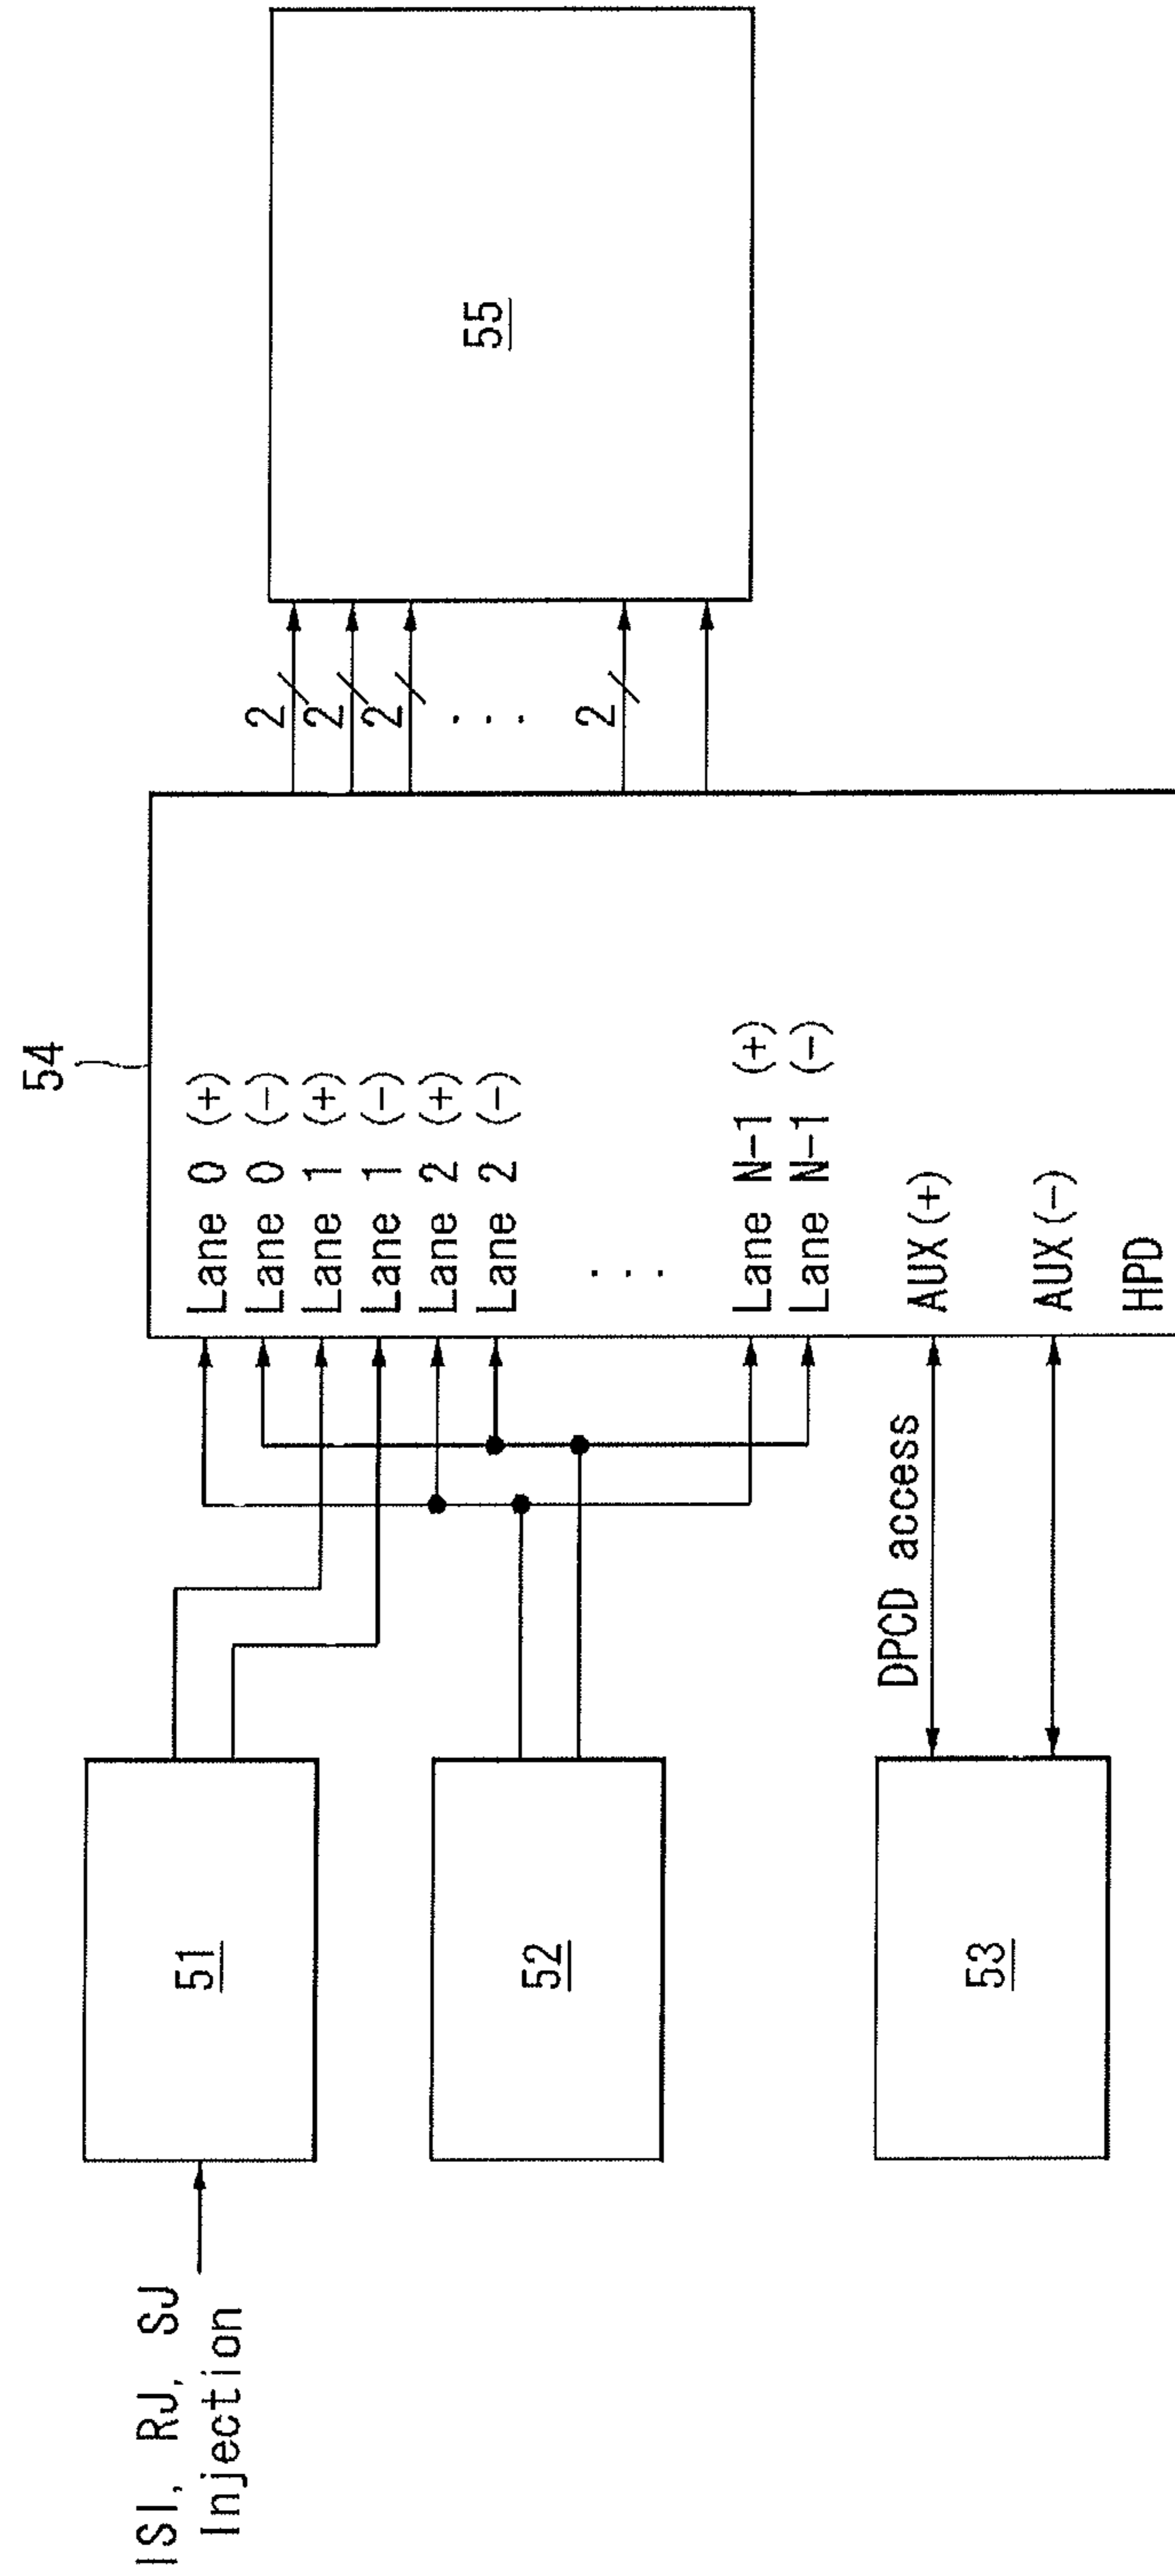 ISI, RJ, SJ
Injection
51
52
53
DPCD access
54
Lane 0 (+)
Lane 0 (-)
Lane 1 (+)
Lane 1 (-)
Lane 2 (+)
Lane 2 (-)
...
Lane N-1 (+)
Lane N-1 (-)
AUX(+)
AUX(-)
HPD
2
2
2
...
2
55